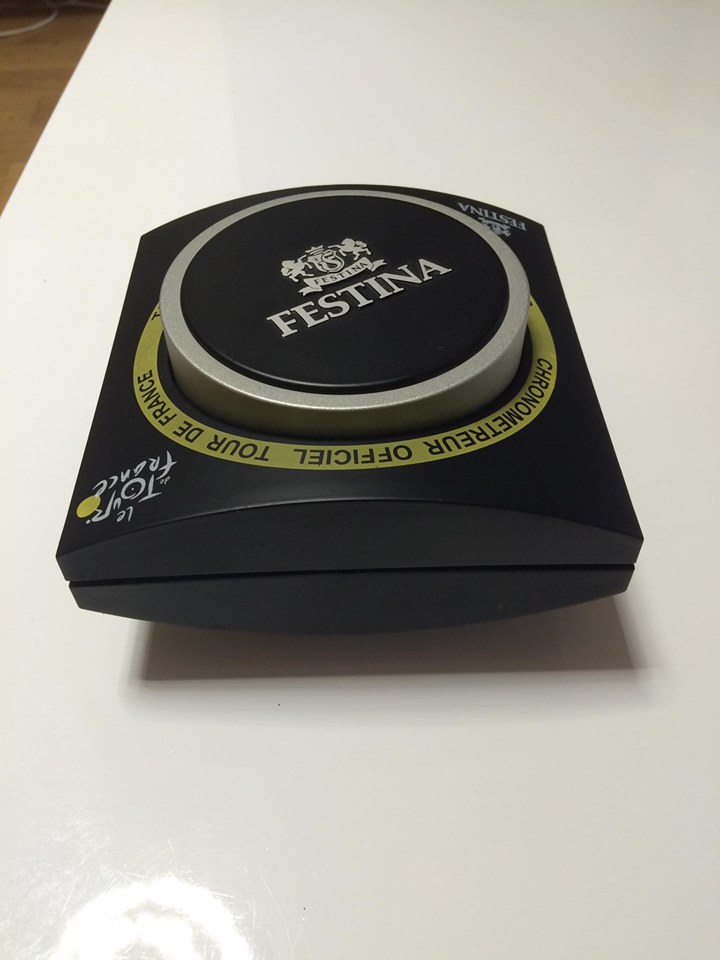 FESTINA
FESTINA
FESTINA
CHRONOMETREUR OFFICIEL TOUR DE FRANCE
Le
TOUR
de
FRANCE